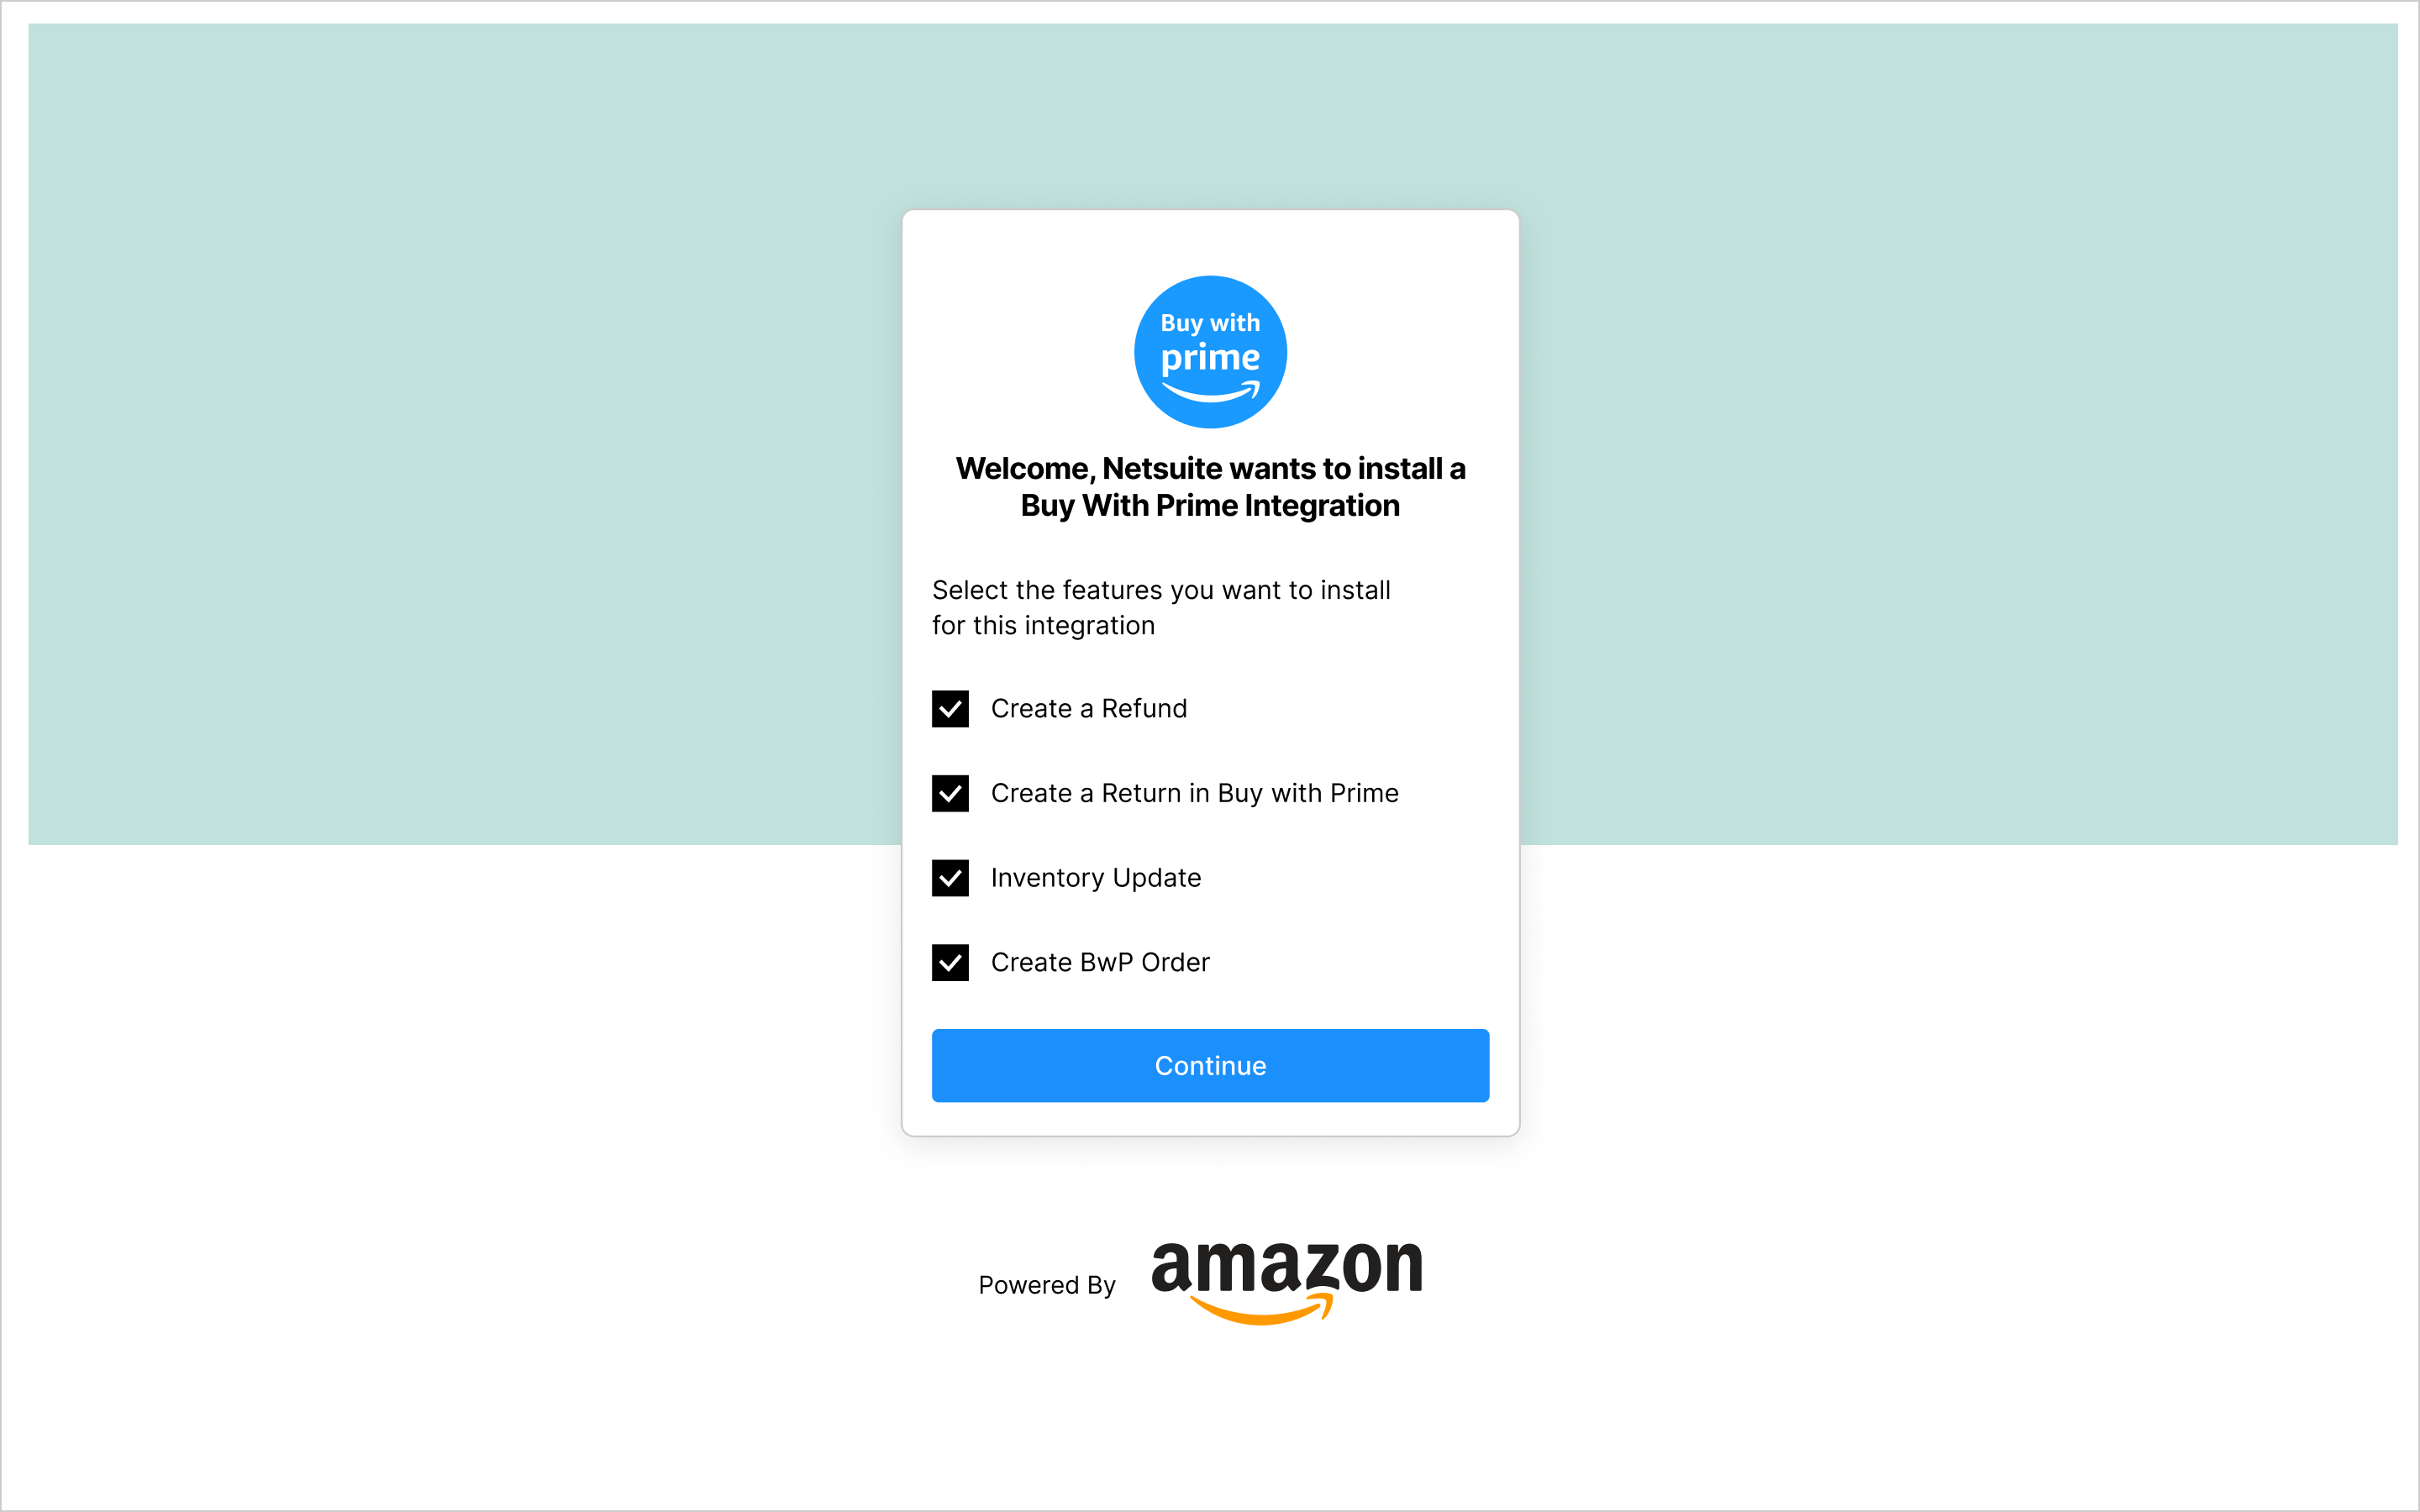 Buy with
prime
Welcome, Netsuite wants to install a
Buy With Prime Integration
Select the features you want to install
for this integration
Create a Refund
Create a Return in Buy with Prime
Inventory Update
Create BwP Order
Continue
Powered By amazon